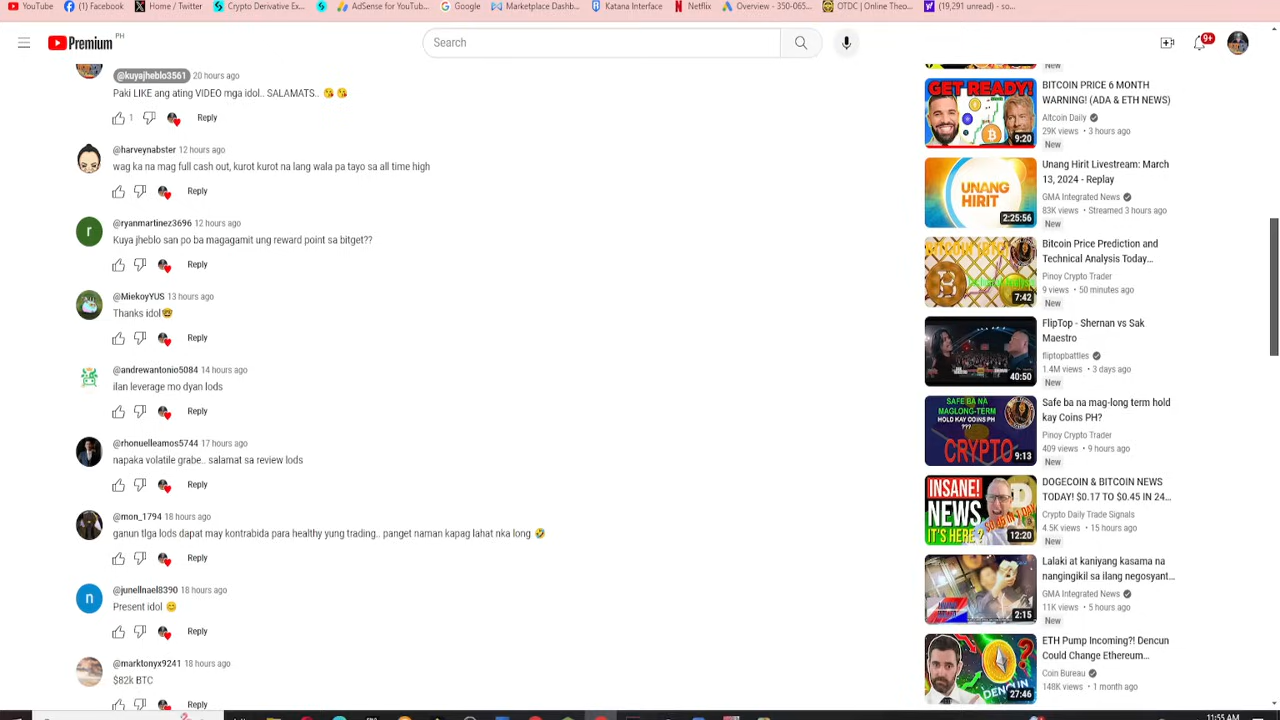 YouTube (1) Facebook Home / Twitter Crypto Derivative Ex... AdSense for YouTub... Google Marketplace Dashb... Katana Interface Netflix Overview - 350-065... OTDC | Online Theo... (19,291 unread) - so...
Premium PH
Search
9+
@kuyajheblo3561 20 hours ago
Paki LIKE ang ating VIDEO mga idol.. SALAMATS.. 😘 😘
1 Reply
@harveynabster 12 hours ago
wag ka na mag full cash out, kurot kurot na lang wala pa tayo sa all time high
Reply
@ryanmartinez3696 12 hours ago
r
Kuya jheblo san po ba magagamit ung reward point sa bitget??
Reply
@MiekoyYUS 13 hours ago
Thanks idol🤓
Reply
@andrewantonio5084 14 hours ago
ilan leverage mo dyan lods
Reply
@rhonuelleamos5744 17 hours ago
napaka volatile grabe.. salamat sa review lods
Reply
@mon_1794 18 hours ago
ganun tlga lods dapat may kontrabida para healthy yung trading.. panget naman kapag lahat nka long 🤣
Reply
@junellnael8390 18 hours ago
n
Present idol 😊
Reply
@marktonyx9241 18 hours ago
$82k BTC
Reply
New
GET READY!
9:20
BITCOIN PRICE 6 MONTH
WARNING! (ADA & ETH NEWS)
Altcoin Daily
29K views • 3 hours ago
New
UNANG
HIRIT
2:25:56
Unang Hirit Livestream: March
13, 2024 - Replay
GMA Integrated News
83K views • Streamed 3 hours ago
New
7:42
Bitcoin Price Prediction and
Technical Analysis Today...
Pinoy Crypto Trader
9 views • 50 minutes ago
New
40:50
FlipTop - Shernan vs Sak
Maestro
fliptopbattles
1.4M views • 3 days ago
New
SAFE BA NA
MAGLONG-TERM
HOLD KAY COINS PH
???
CRYPTO
9:13
Safe ba na mag-long term hold
kay Coins PH?
Pinoy Crypto Trader
409 views • 9 hours ago
New
INSANE!
NEWS
IT'S HERE?
12:20
DOGECOIN & BITCOIN NEWS
TODAY! $0.17 TO $0.45 IN 24...
Crypto Daily Trade Signals
4.5K views • 15 hours ago
New
2:15
Lalaki at kaniyang kasama na
nangingikil sa ilang negosyant...
GMA Integrated News
11K views • 5 hours ago
New
DENCUN
27:46
ETH Pump Incoming?! Dencun
Could Change Ethereum...
Coin Bureau
148K views • 1 month ago
11:55 AM